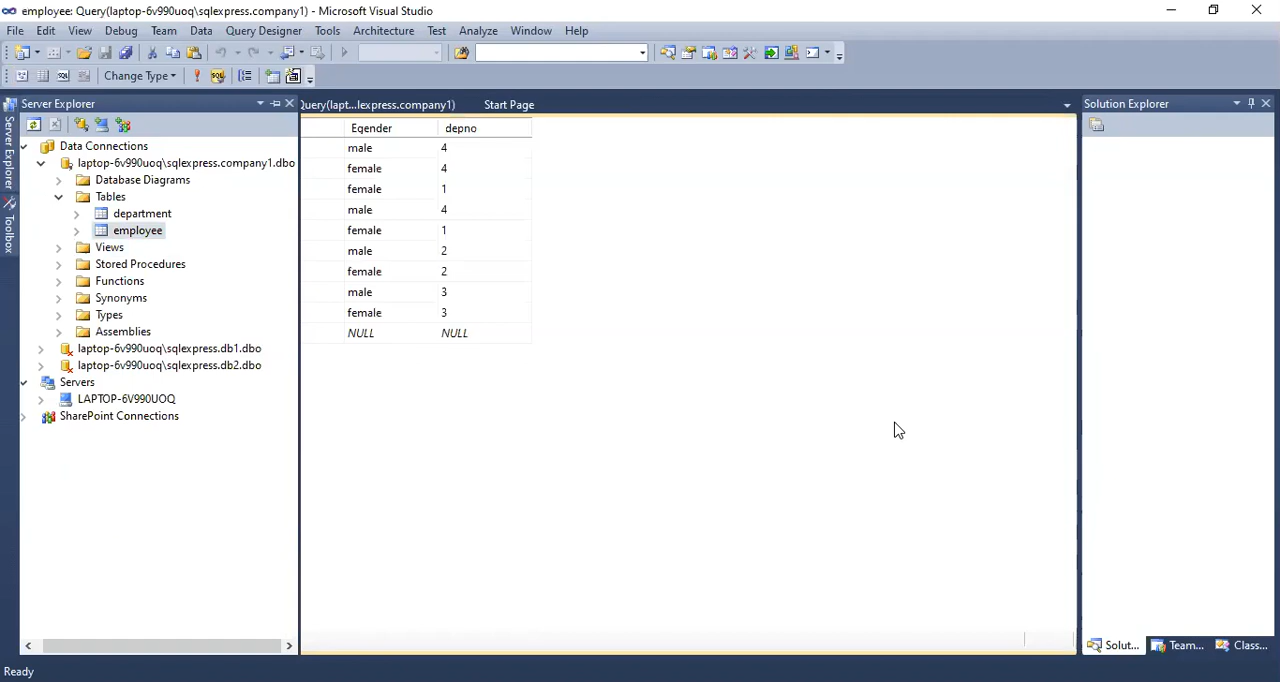 employee: Query(laptop-6v990uoq\sqlexpress.company1) - Microsoft Visual Studio
File Edit View Debug Team Data Query Designer Tools Architecture Test Analyze Window Help
Change Type
Server Explorer
Toolbox
Server Explorer
Data Connections
laptop-6v990uoq\sqlexpress.company1.dbo
Database Diagrams
Tables
department
employee
Views
Stored Procedures
Functions
Synonyms
Types
Assemblies
laptop-6v990uoq\sqlexpress.db1.dbo
laptop-6v990uoq\sqlexpress.db2.dbo
Servers
LAPTOP-6V990UOQ
SharePoint Connections
Query(lapt...lexpress.company1) Start Page
Eqender depno
male 4
female 4
female 1
male 4
female 1
male 2
female 2
male 3
female 3
NULL NULL
Solution Explorer
Solut... Team... Class...
Ready